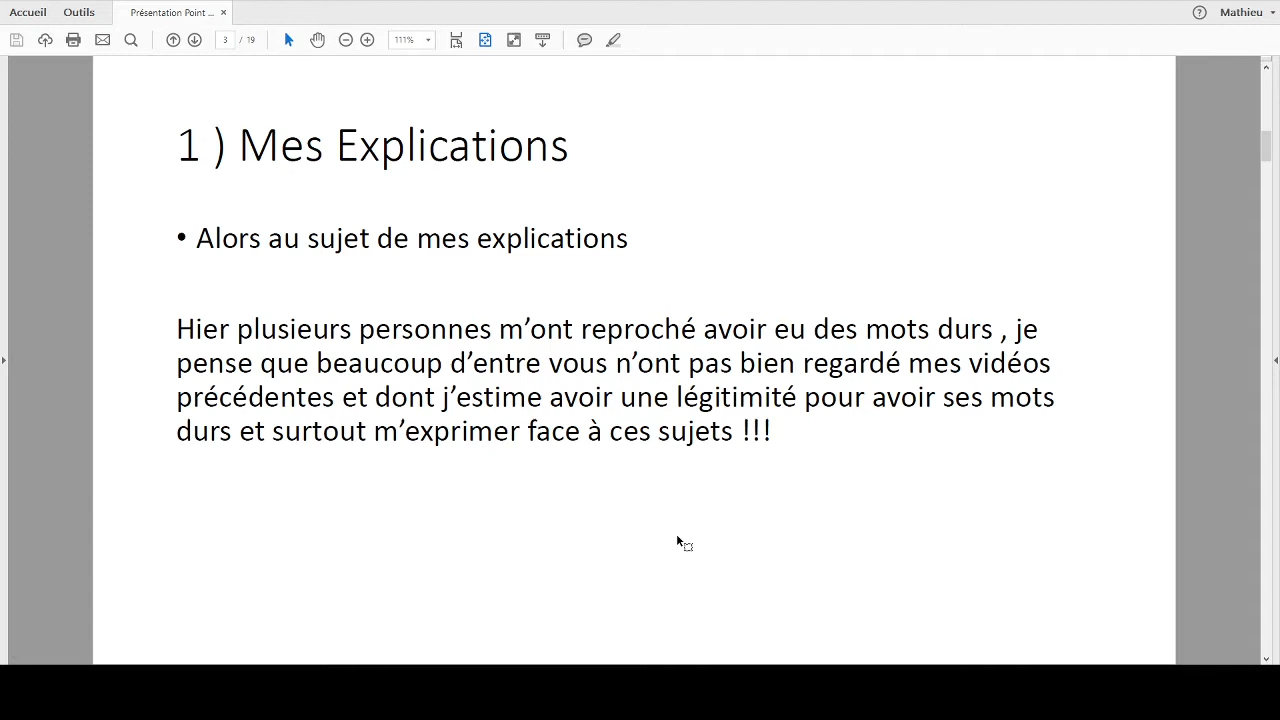 Accueil Outils Présentation Point ... × Mathieu
3 / 19 111%
1 ) Mes Explications
• Alors au sujet de mes explications
Hier plusieurs personnes m’ont reproché avoir eu des mots durs , je
pense que beaucoup d’entre vous n’ont pas bien regardé mes vidéos
précédentes et dont j’estime avoir une légitimité pour avoir ses mots
durs et surtout m’exprimer face à ces sujets !!!